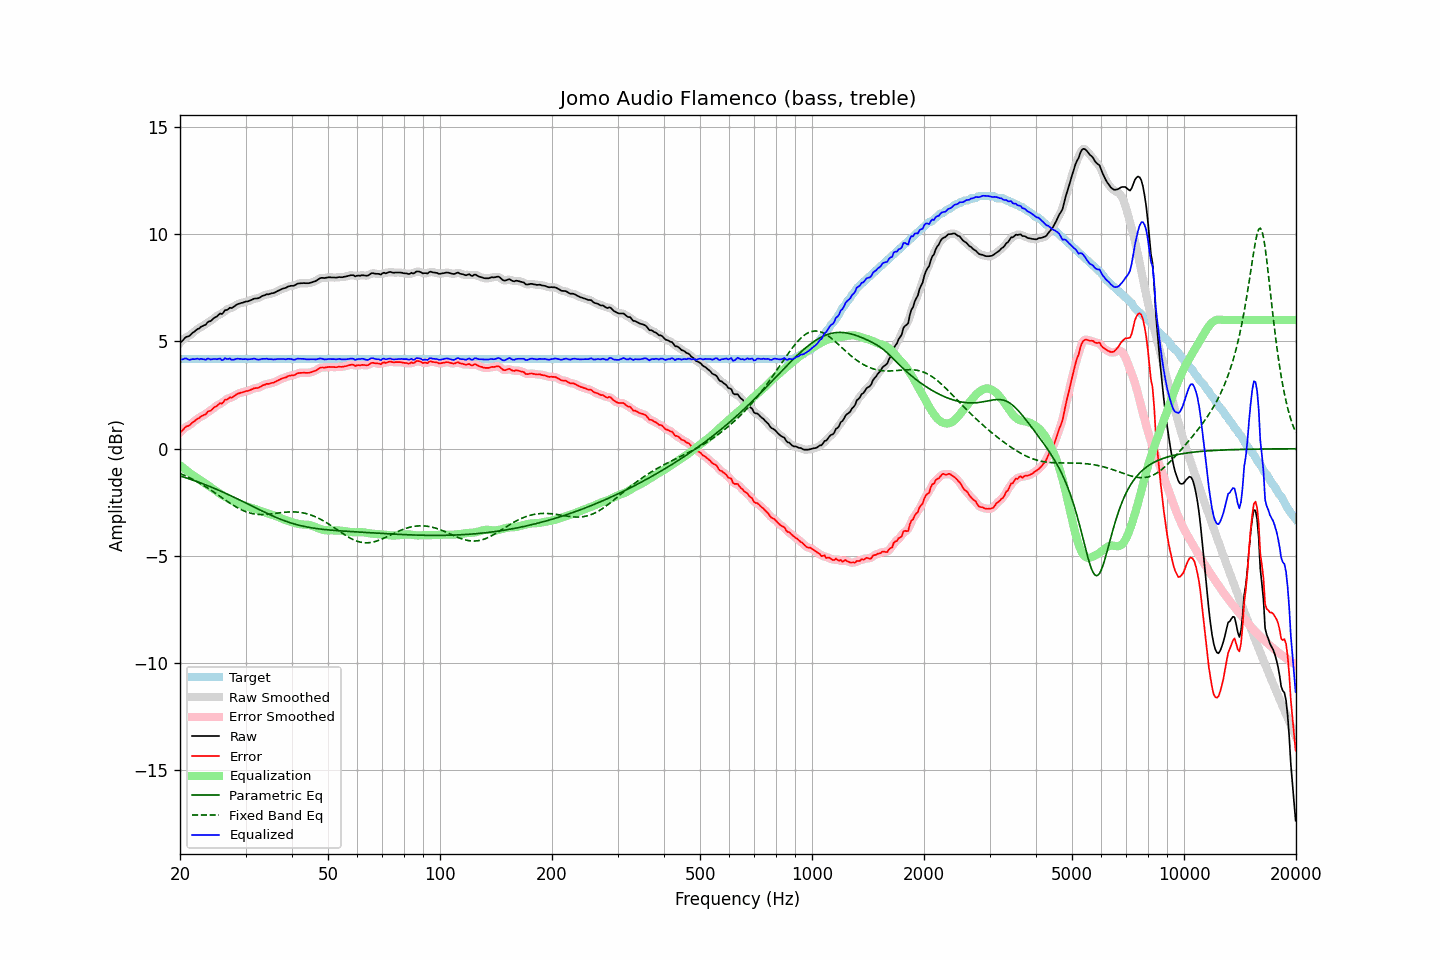 Jomo Audio Flamenco (bass, treble)
15
10
5
0
−5
−10
−15
Amplitude (dBr)
Target
Raw Smoothed
Error Smoothed
Raw
Error
Equalization
Parametric Eq
Fixed Band Eq
Equalized
20 50 100 200 500 1000 2000 5000 10000 20000
Frequency (Hz)